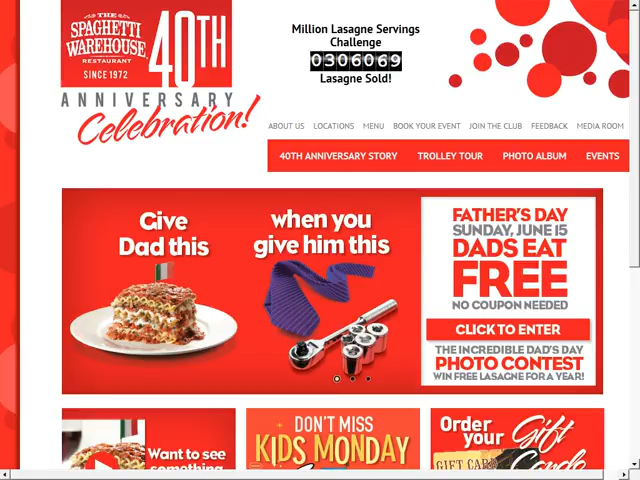 THE
SPAGHETTI
WAREHOUSE
RESTAURANT
SINCE 1972
40TH
ANNIVERSARY
Celebration!
Million Lasagne Servings
Challenge
0306069
Lasagne Sold!
ABOUT US LOCATIONS MENU BOOK YOUR EVENT JOIN THE CLUB FEEDBACK MEDIA ROOM
40TH ANNIVERSARY STORY TROLLEY TOUR PHOTO ALBUM EVENTS
Give
Dad this
when you
give him this
FATHER'S DAY
SUNDAY, JUNE 15
DADS EAT
FREE
NO COUPON NEEDED
CLICK TO ENTER
THE INCREDIBLE DAD'S DAY
PHOTO CONTEST
WIN FREE LASAGNE FOR A YEAR!
Want to see
something
DON'T MISS
KIDS MONDAY
Order
your
Gift
Cards
GIFT CARD